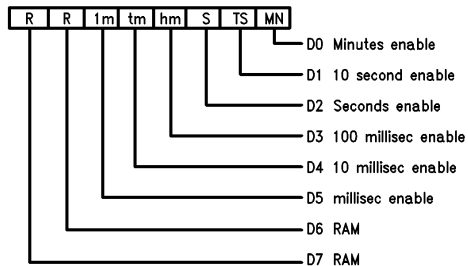 R R 1m tm hm S TS MN
D0 Minutes enable
D1 10 second enable
D2 Seconds enable
D3 100 millisec enable
D4 10 millisec enable
D5 millisec enable
D6 RAM
D7 RAM